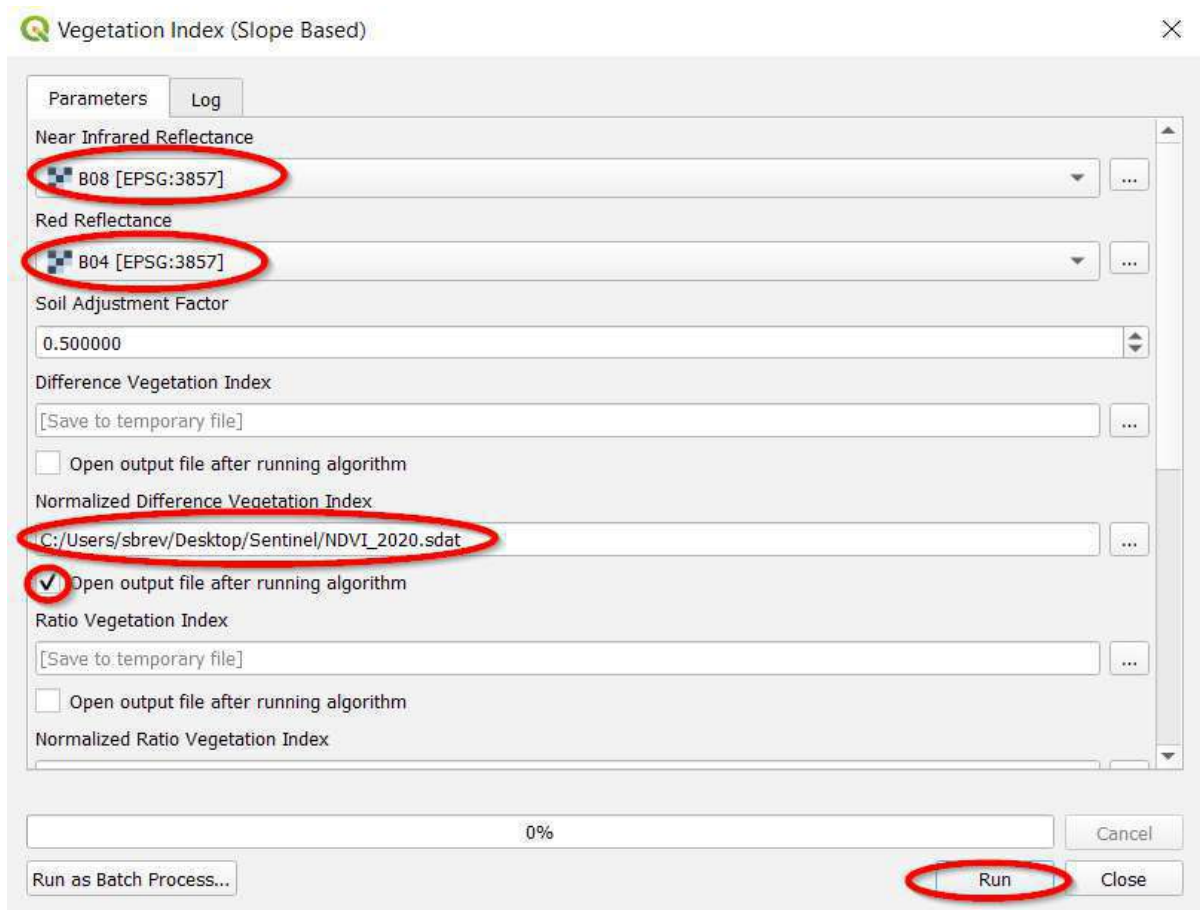 Vegetation Index (Slope Based)
Parameters Log
Near Infrared Reflectance
B08 [EPSG:3857]
...
Red Reflectance
B04 [EPSG:3857]
...
Soil Adjustment Factor
0.500000
Difference Vegetation Index
[Save to temporary file]
...
Open output file after running algorithm
Normalized Difference Vegetation Index
C:/Users/sbrev/Desktop/Sentinel/NDVI_2020.sdat
...
Open output file after running algorithm
Ratio Vegetation Index
[Save to temporary file]
...
Open output file after running algorithm
Normalized Ratio Vegetation Index
0% Cancel
Run as Batch Process... Run Close